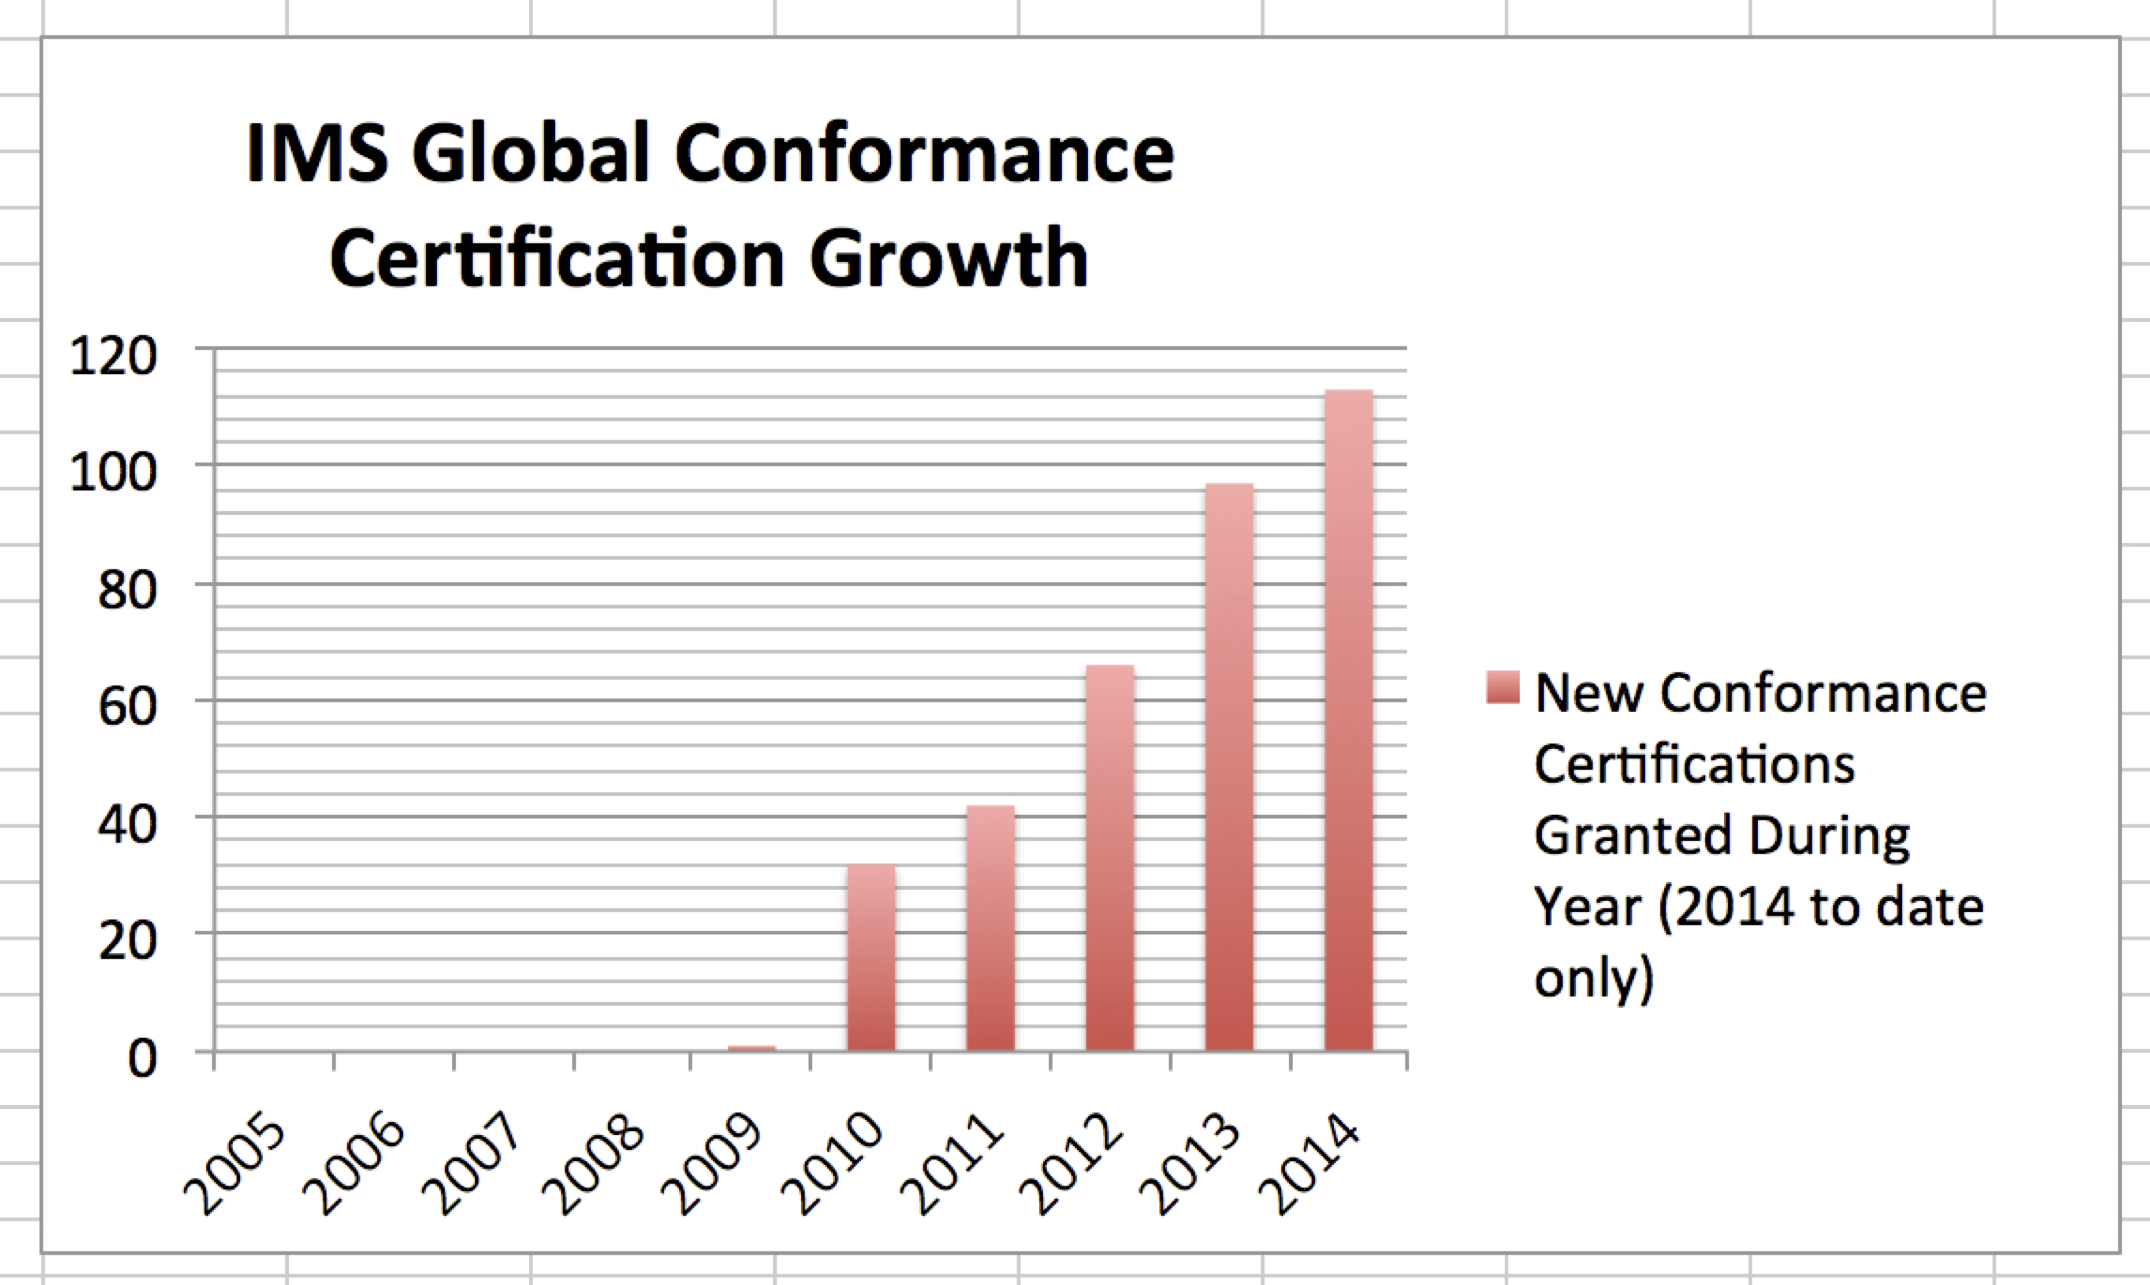 IMS Global Conformance
Certification Growth
120
100
80
60
40
20
0
2005
2006
2007
2008
2009
2010
2011
2012
2013
2014
New Conformance
Certifications
Granted During
Year (2014 to date
only)